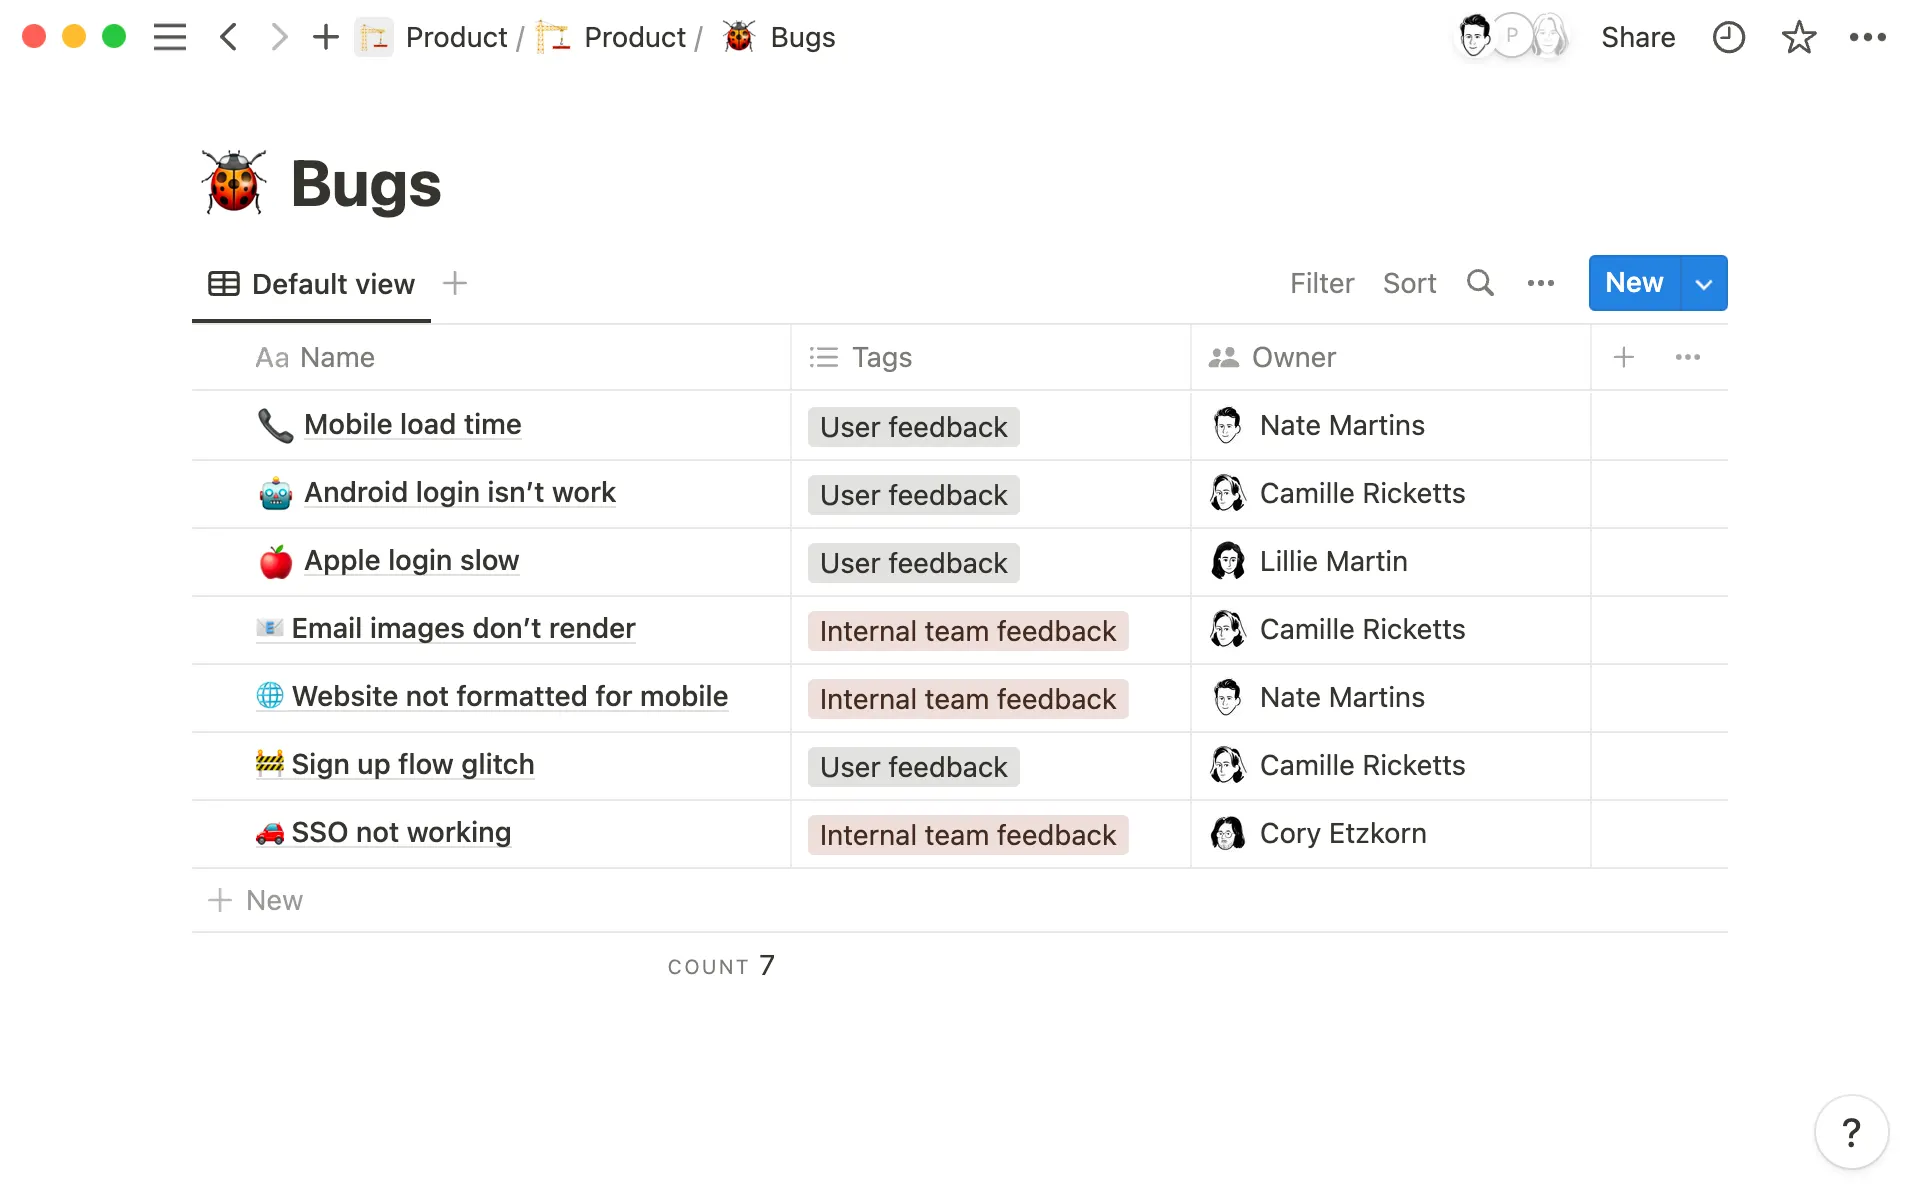 Product / Product / Bugs
P Share
Bugs
Default view Filter Sort New
Aa Name Tags Owner
Mobile load time User feedback Nate Martins
Android login isn’t work User feedback Camille Ricketts
Apple login slow User feedback Lillie Martin
Email images don’t render Internal team feedback Camille Ricketts
Website not formatted for mobile Internal team feedback Nate Martins
Sign up flow glitch User feedback Camille Ricketts
SSO not working Internal team feedback Cory Etzkorn
New
COUNT 7
?